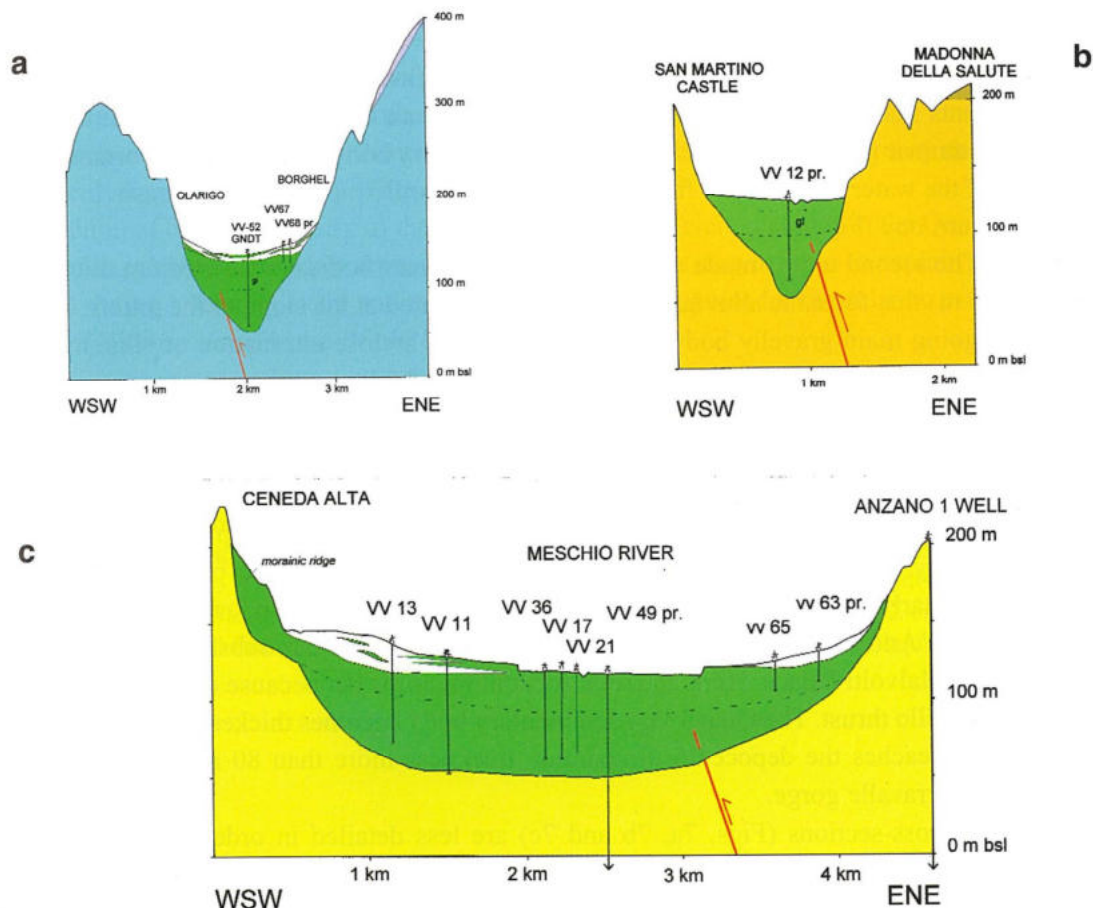 a
400 m
300 m
200 m
100 m
0 m bsl
OLARIGO
BORGHEL
VV67
VV68 pr.
VV-52
GNDT
1 km
2 km
3 km
WSW
ENE
b
SAN MARTINO
CASTLE
MADONNA
DELLA SALUTE
200 m
VV 12 pr.
gf
100 m
0 m bsl
1 km
2 km
WSW
ENE
c
CENEDA ALTA
ANZANO 1 WELL
morainic ridge
MESCHIO RIVER
200 m
VV 13
VV 11
VV 36
VV 17
VV 21
VV 49 pr.
VV 65
VV 63 pr.
100 m
0 m bsl
1 km
2 km
3 km
4 km
WSW
ENE